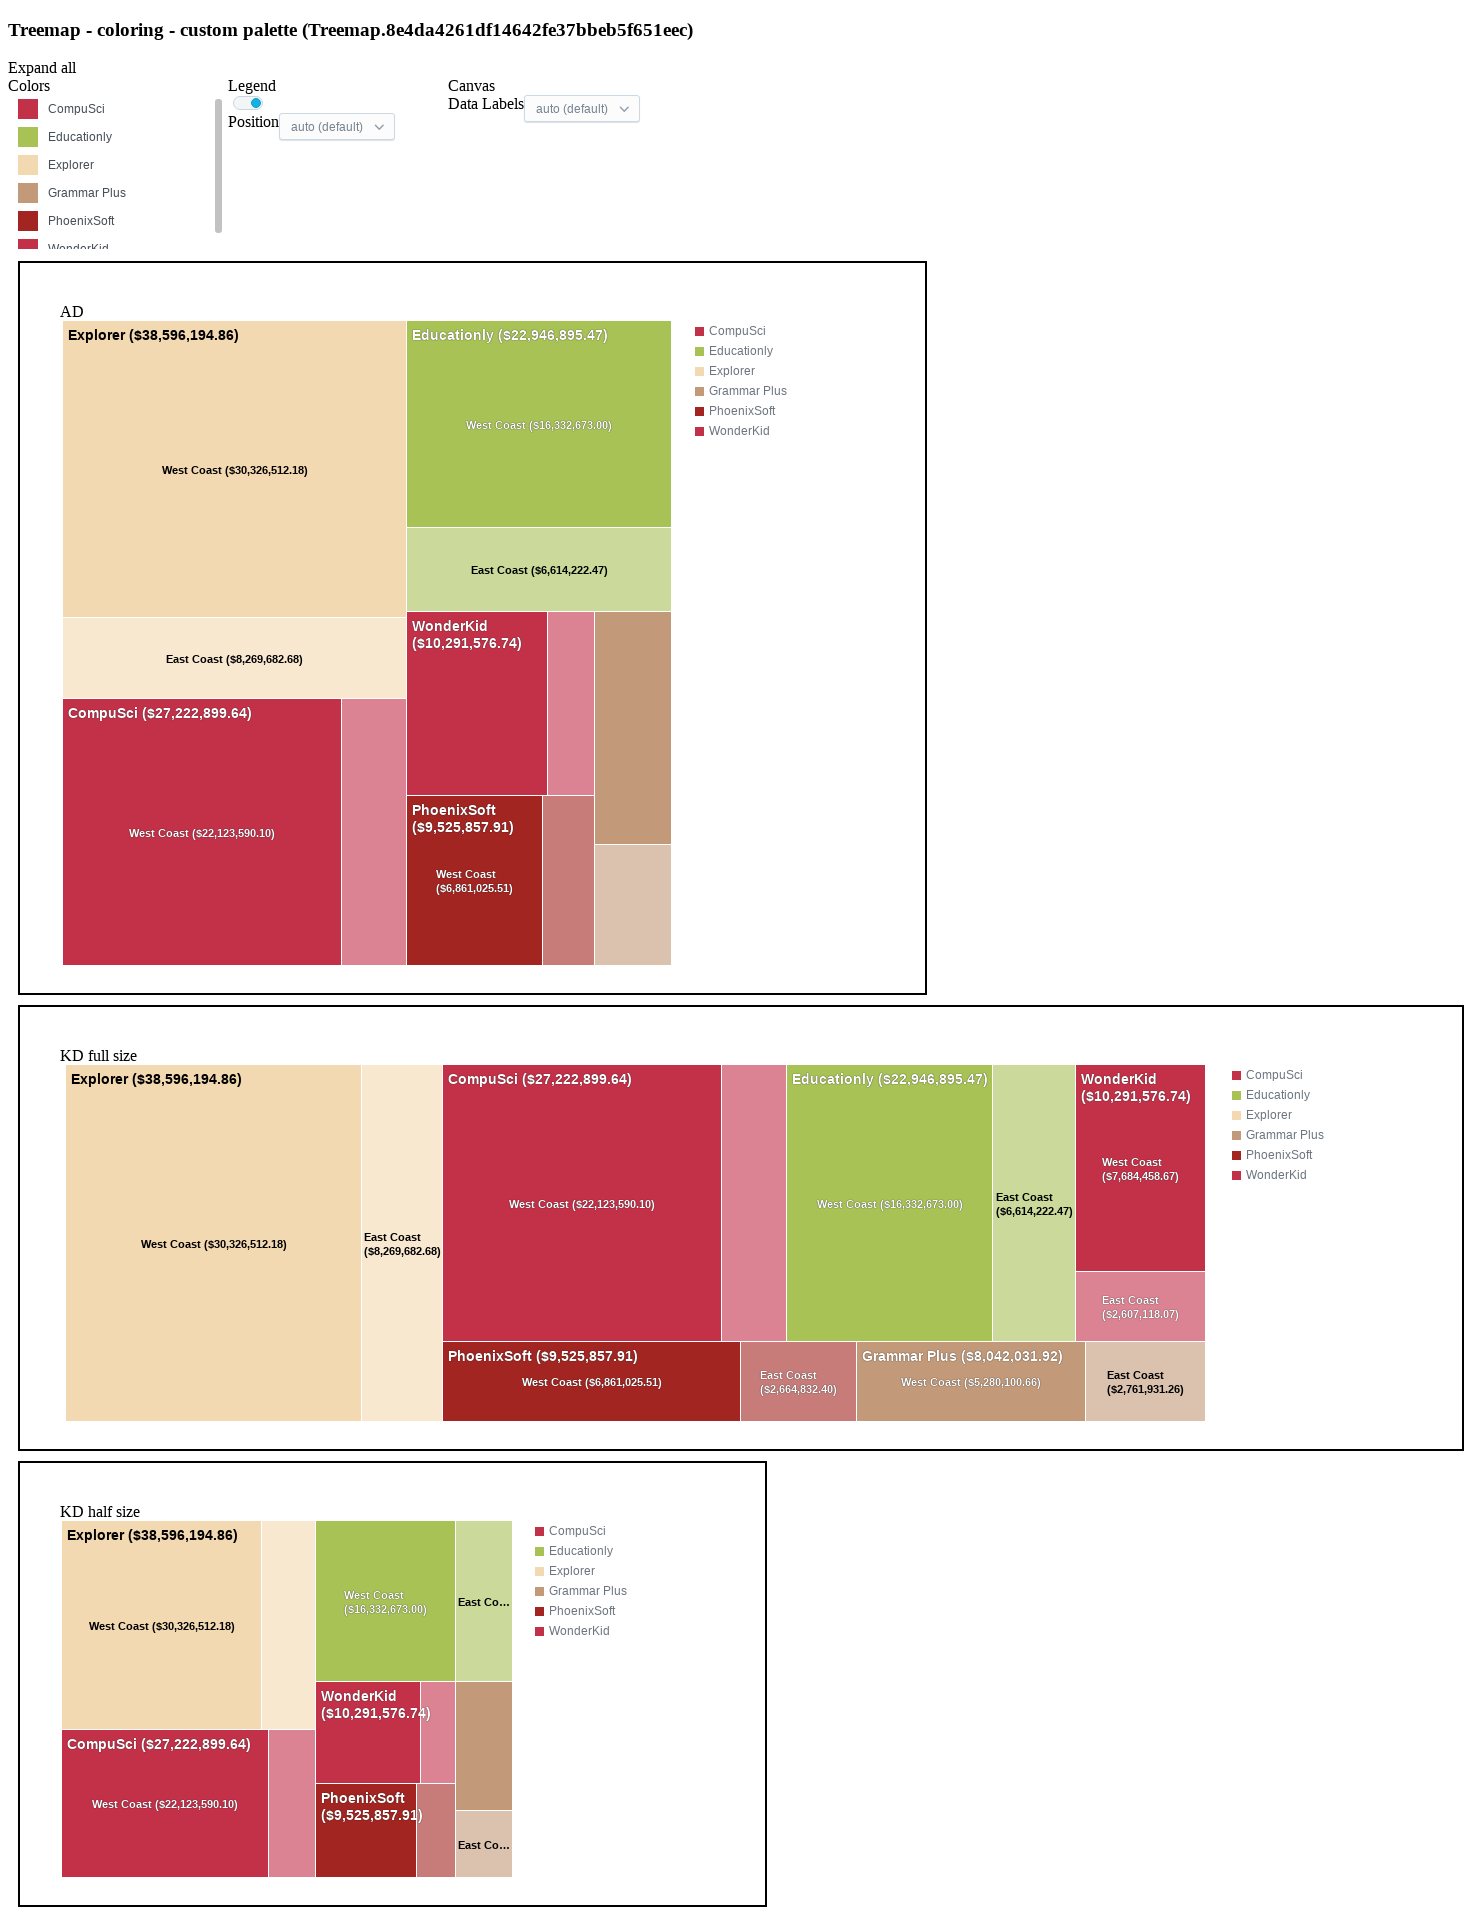 Treemap - coloring - custom palette (Treemap.8e4da4261df14642fe37bbeb5f651eec)
Expand all
Colors
CompuSci
Educationly
Explorer
Grammar Plus
PhoenixSoft
WonderKid
Legend
Position auto (default)
Canvas
Data Labels auto (default)
AD
Explorer ($38,596,194.86)
West Coast ($30,326,512.18)
East Coast ($8,269,682.68)
Educationly ($22,946,895.47)
West Coast ($16,332,673.00)
East Coast ($6,614,222.47)
CompuSci ($27,222,899.64)
West Coast ($22,123,590.10)
WonderKid
($10,291,576.74)
PhoenixSoft
($9,525,857.91)
West Coast
($6,861,025.51)
CompuSci
Educationly
Explorer
Grammar Plus
PhoenixSoft
WonderKid
KD full size
Explorer ($38,596,194.86)
West Coast ($30,326,512.18)
East Coast
($8,269,682.68)
CompuSci ($27,222,899.64)
West Coast ($22,123,590.10)
Educationly ($22,946,895.47)
West Coast ($16,332,673.00)
East Coast
($6,614,222.47)
WonderKid
($10,291,576.74)
West Coast
($7,684,458.67)
East Coast
($2,607,118.07)
PhoenixSoft ($9,525,857.91)
West Coast ($6,861,025.51)
East Coast
($2,664,832.40)
Grammar Plus ($8,042,031.92)
West Coast ($5,280,100.66)
East Coast
($2,761,931.26)
CompuSci
Educationly
Explorer
Grammar Plus
PhoenixSoft
WonderKid
KD half size
Explorer ($38,596,194.86)
West Coast ($30,326,512.18)
West Coast
($16,332,673.00)
East Co…
CompuSci ($27,222,899.64)
West Coast ($22,123,590.10)
WonderKid
($10,291,576.74)
PhoenixSoft
($9,525,857.91)
East Co…
CompuSci
Educationly
Explorer
Grammar Plus
PhoenixSoft
WonderKid